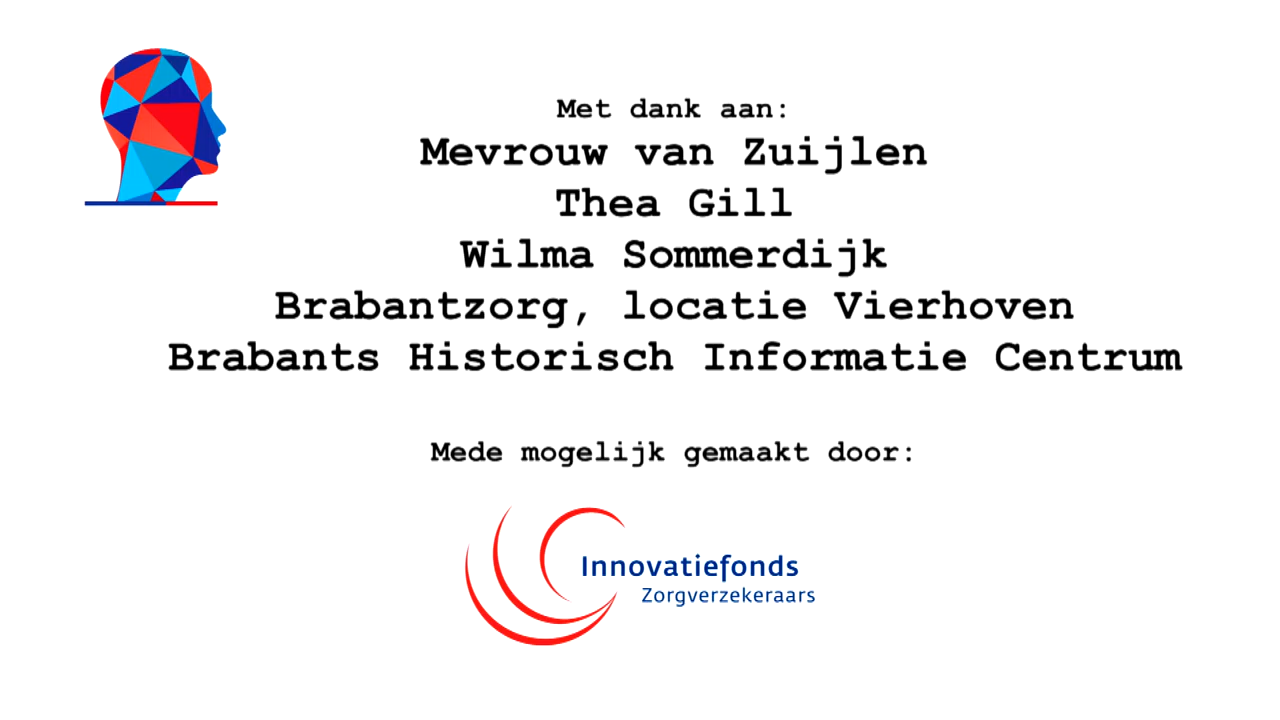 Met dank aan:
Mevrouw van Zuijlen
Thea Gill
Wilma Sommerdijk
Brabantzorg, locatie Vierhoven
Brabants Historisch Informatie Centrum
Mede mogelijk gemaakt door:
Innovatiefonds
Zorgverzekeraars